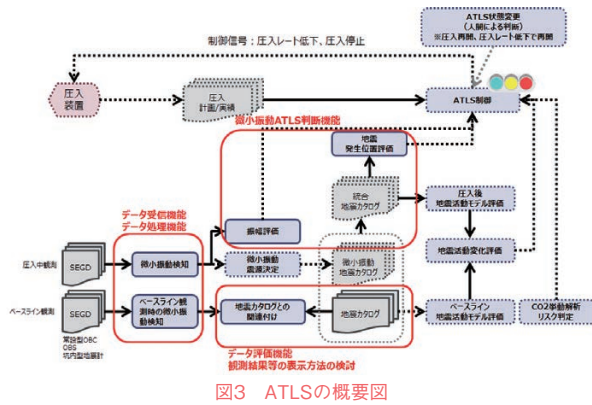 ATLS状態変更
(人間による判断)
※圧入再開、圧入レート低下で再開
制御信号：圧入レート低下、圧入停止
圧入
装置
圧入
計画/実績
ATLS制御
微小振動ATLS判断機能
地震
発生位置評価
データ受信機能
データ処理機能
統合
地震カタログ
圧入後
地震活動モデル評価
振幅評価
圧入中観測
SEGD
微小振動検知
微小振動
震源決定
微小振動
地震カタログ
地震活動変化評価
ベースライン観測
SEGD
ベースライン観
測時の微小振
動検知
地震カタログとの
関連付け
地震カタログ
ベースライン
地震活動モデル評価
CO2挙動解析
リスク判定
常設型OBC
OBS
坑内型地震計
データ評価機能
観測結果等の表示方法の検討
図3　ATLSの概要図